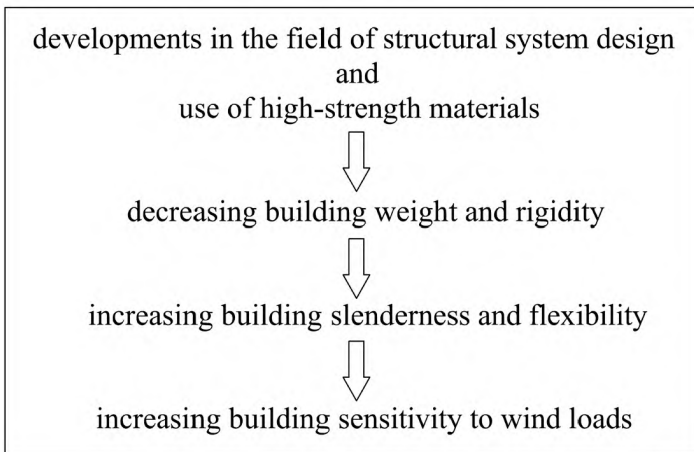 developments in the field of structural system design
and
use of high-strength materials
decreasing building weight and rigidity
increasing building slenderness and flexibility
increasing building sensitivity to wind loads